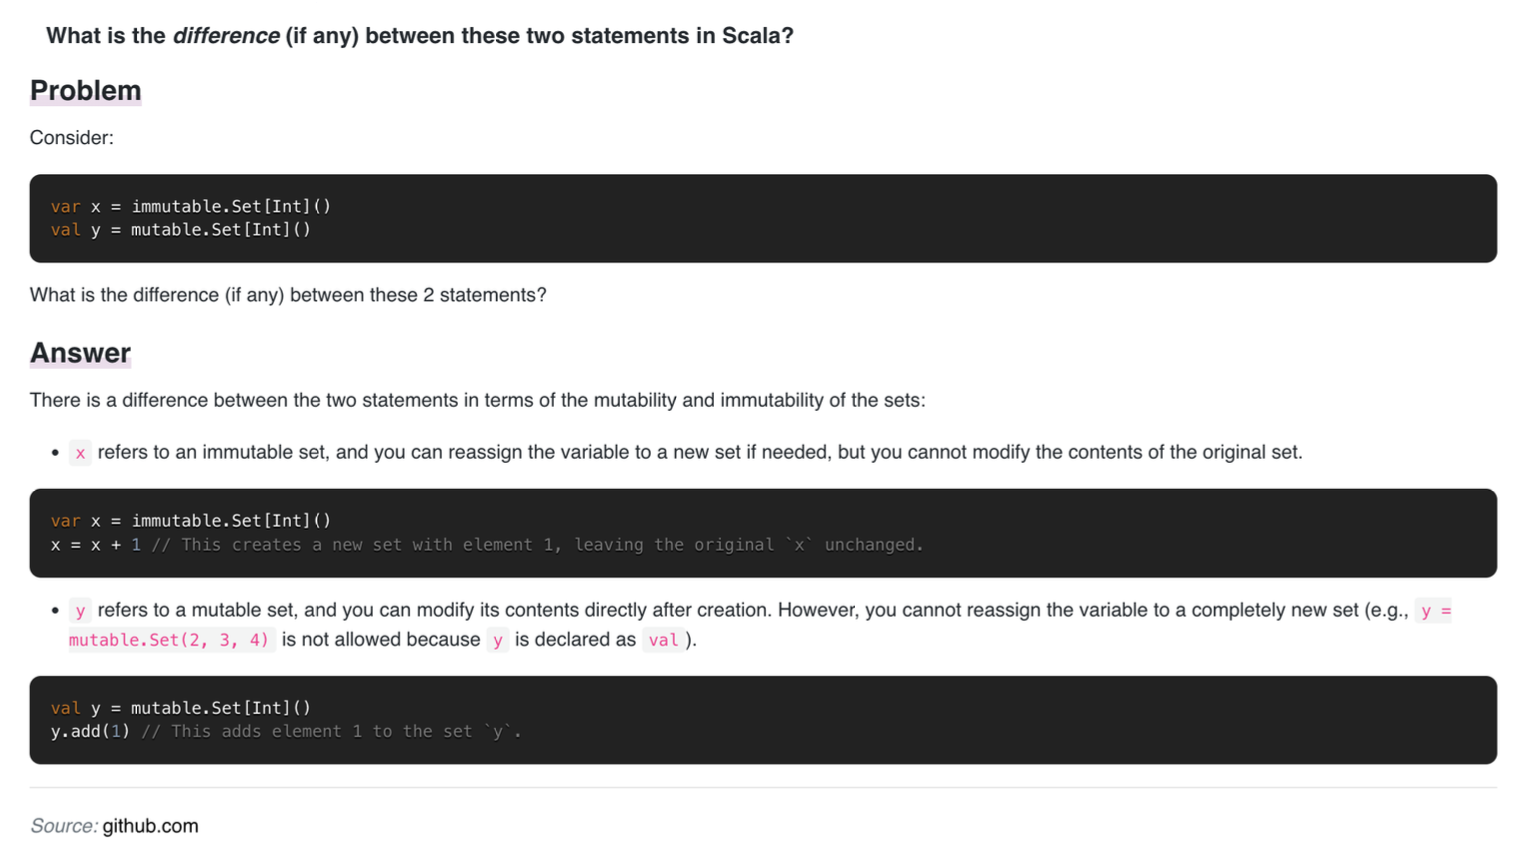 What is the difference (if any) between these two statements in Scala?
Problem
Consider:
var x = immutable.Set[Int]()
val y = mutable.Set[Int]()
What is the difference (if any) between these 2 statements?
Answer
There is a difference between the two statements in terms of the mutability and immutability of the sets:
• x refers to an immutable set, and you can reassign the variable to a new set if needed, but you cannot modify the contents of the original set.
var x = immutable.Set[Int]()
x = x + 1 // This creates a new set with element 1, leaving the original `x` unchanged.
• y refers to a mutable set, and you can modify its contents directly after creation. However, you cannot reassign the variable to a completely new set (e.g., y =
mutable.Set(2, 3, 4) is not allowed because y is declared as val ).
val y = mutable.Set[Int]()
y.add(1) // This adds element 1 to the set `y`.
Source: github.com